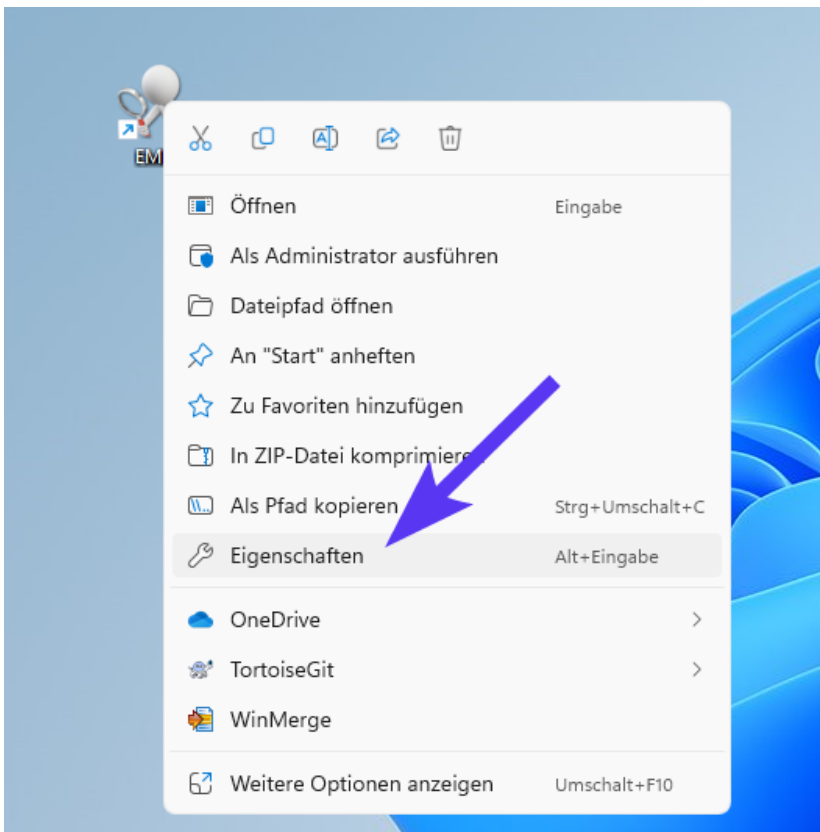 EM
Öffnen Eingabe
Als Administrator ausführen
Dateipfad öffnen
An "Start" anheften
Zu Favoriten hinzufügen
In ZIP-Datei komprimieren
Als Pfad kopieren Strg+Umschalt+C
Eigenschaften Alt+Eingabe
OneDrive
TortoiseGit
WinMerge
Weitere Optionen anzeigen Umschalt+F10